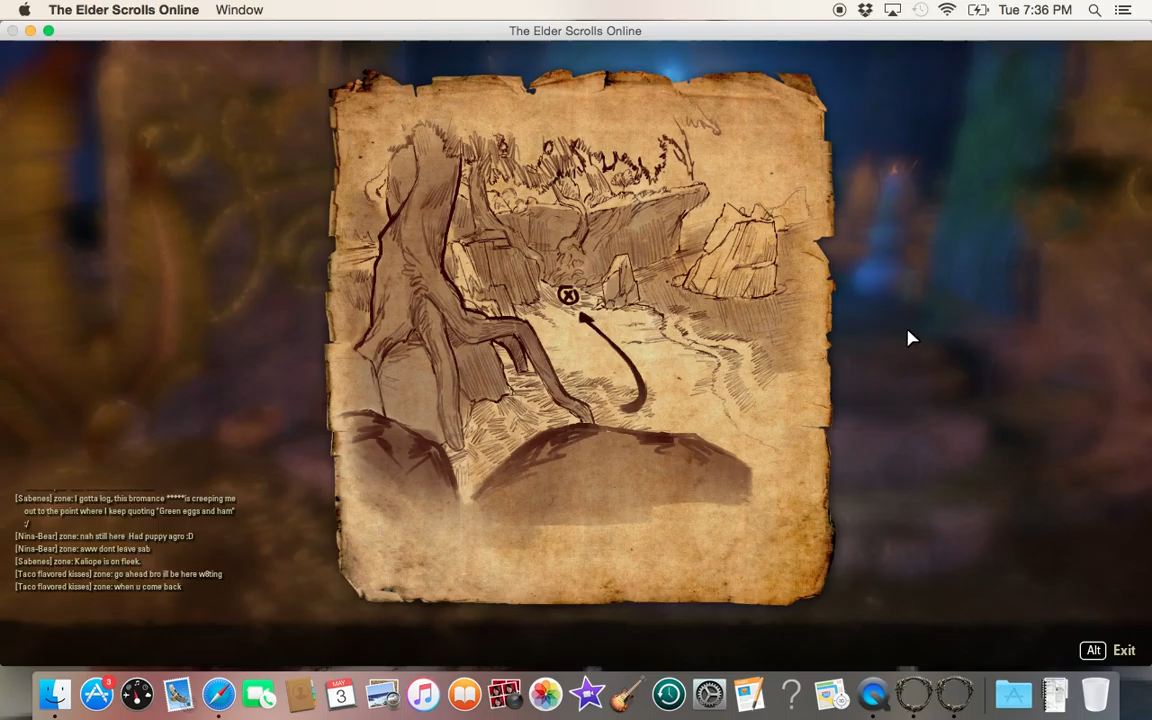 The Elder Scrolls Online Window
Tue 7:36 PM
The Elder Scrolls Online
X
[Sabenes] zone: I gotta log, this bromance *****is creeping me
out to the point where I keep quoting "Green eggs and ham"
:/
[Nina-Bear] zone: nah still here Had puppy agro :D
[Nina-Bear] zone: aww dont leave sab
[Sabenes] zone: Kaliope is on fleek.
[Taco flavored kisses] zone: go ahead bro ill be here w8ting
[Taco flavored kisses] zone: when u come back
Alt Exit
3
MAY
3
?